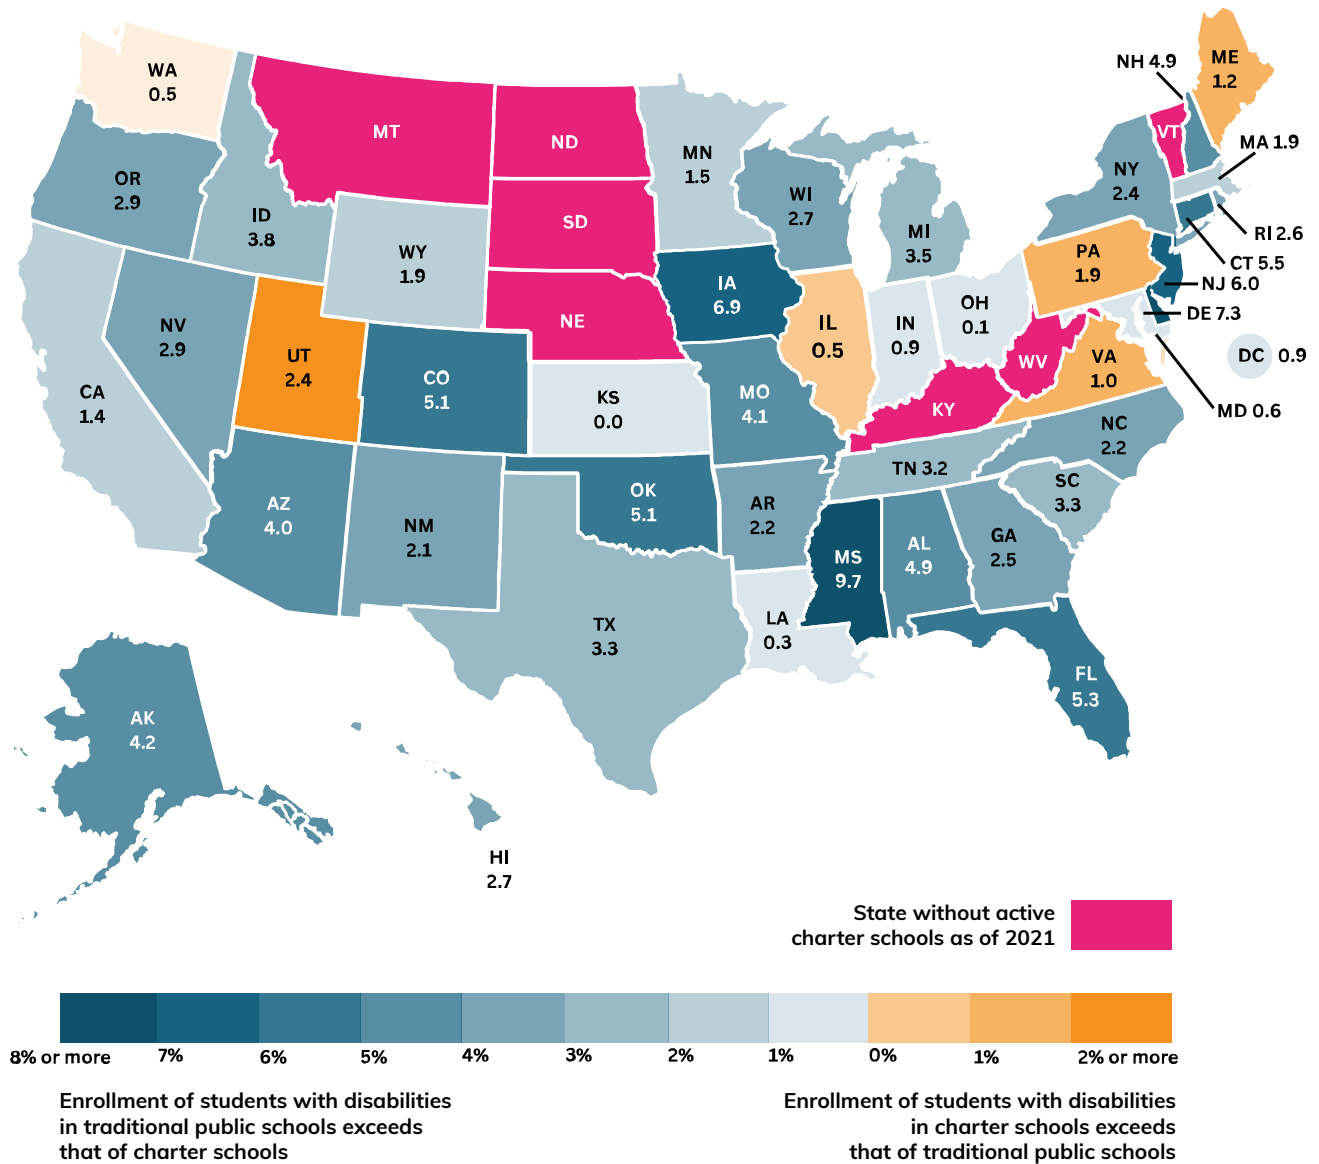 NH 4.9
ME
1.2
WA
0.5
MT
ND
VT
MA 1.9
MN
1.5
OR
2.9
WI
2.7
NY
2.4
ID
3.8
SD
MI
3.5
RI 2.6
WY
1.9
PA
1.9
CT 5.5
IA
6.9
NJ 6.0
OH
0.1
DE 7.3
NV
2.9
NE
IL
0.5
IN
0.9
UT
2.4
WV
VA
1.0
DC 0.9
CO
5.1
CA
1.4
KS
0.0
MO
4.1
KY
MD 0.6
NC
2.2
TN 3.2
AZ
4.0
OK
5.1
SC
3.3
NM
2.1
AR
2.2
GA
2.5
MS
9.7
AL
4.9
TX
3.3
LA
0.3
FL
5.3
AK
4.2
HI
2.7
State without active
charter schools as of 2021
8% or more 7% 6% 5% 4% 3% 2% 1% 0% 1% 2% or more
Enrollment of students with disabilities
in traditional public schools exceeds
that of charter schools
Enrollment of students with disabilities
in charter schools exceeds
that of traditional public schools